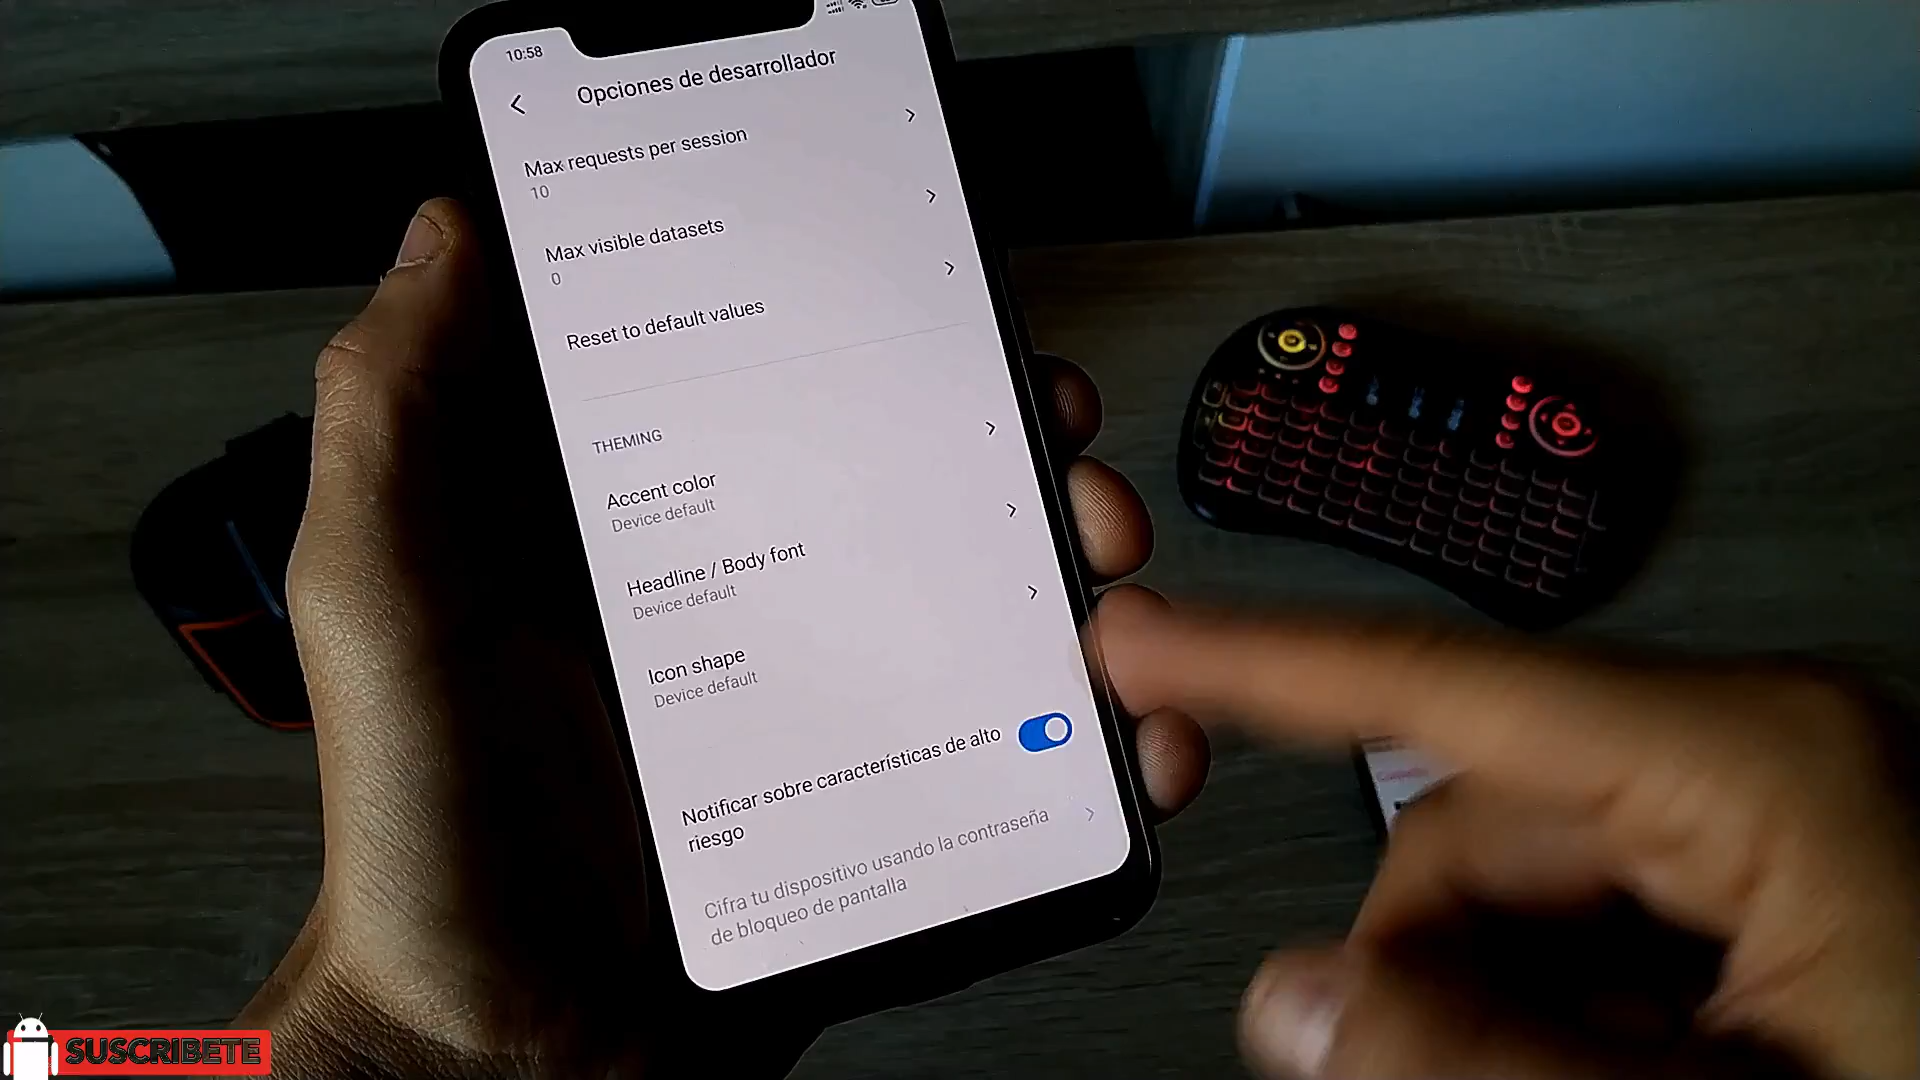 10:58
Opciones de desarrollador
Max requests per session
10
Max visible datasets
0
Reset to default values
THEMING
Accent color
Device default
Headline / Body font
Device default
Icon shape
Device default
Notificar sobre características de alto
riesgo
Cifra tu dispositivo usando la contraseña
de bloqueo de pantalla
SUSCRIBETE